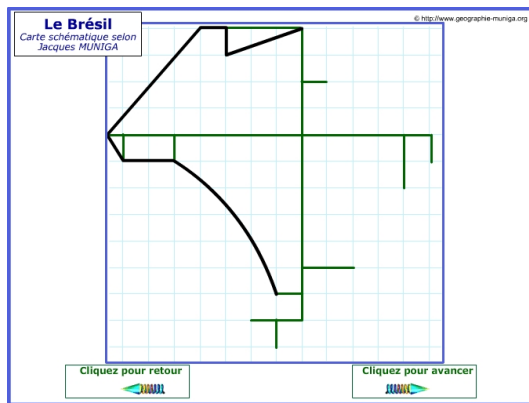 Le Brésil
Carte schématique selon
Jacques MUNIGA
© http://www.geographie-muniga.org
Cliquez pour retour
Cliquez pour avancer